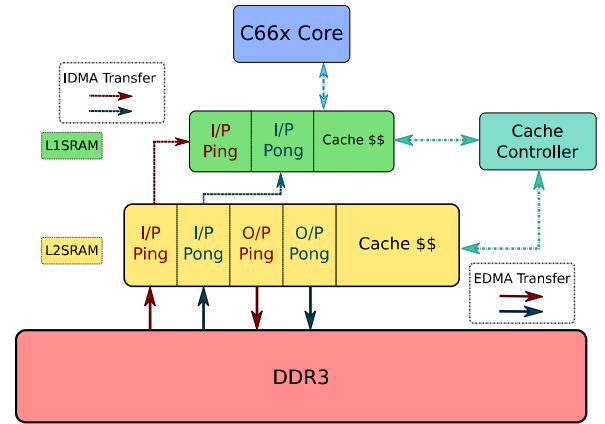 C66x Core
IDMA Transfer
L1SRAM
I/P
Ping
I/P
Pong
Cache $$
Cache
Controller
L2SRAM
I/P
Ping
I/P
Pong
O/P
Ping
O/P
Pong
Cache $$
EDMA Transfer
DDR3